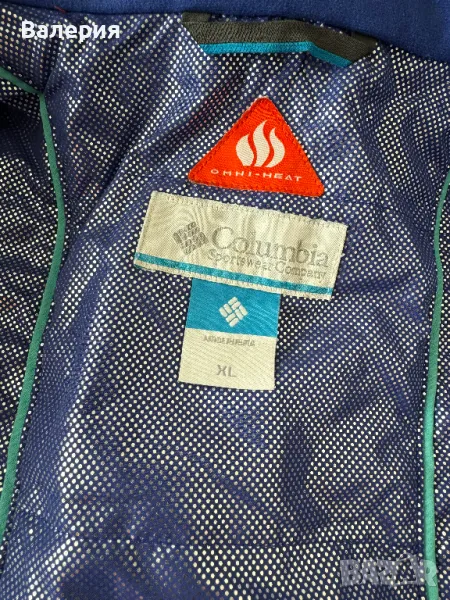 Валерия
OMNI-HEAT
Columbia
Sportswear Company
XL